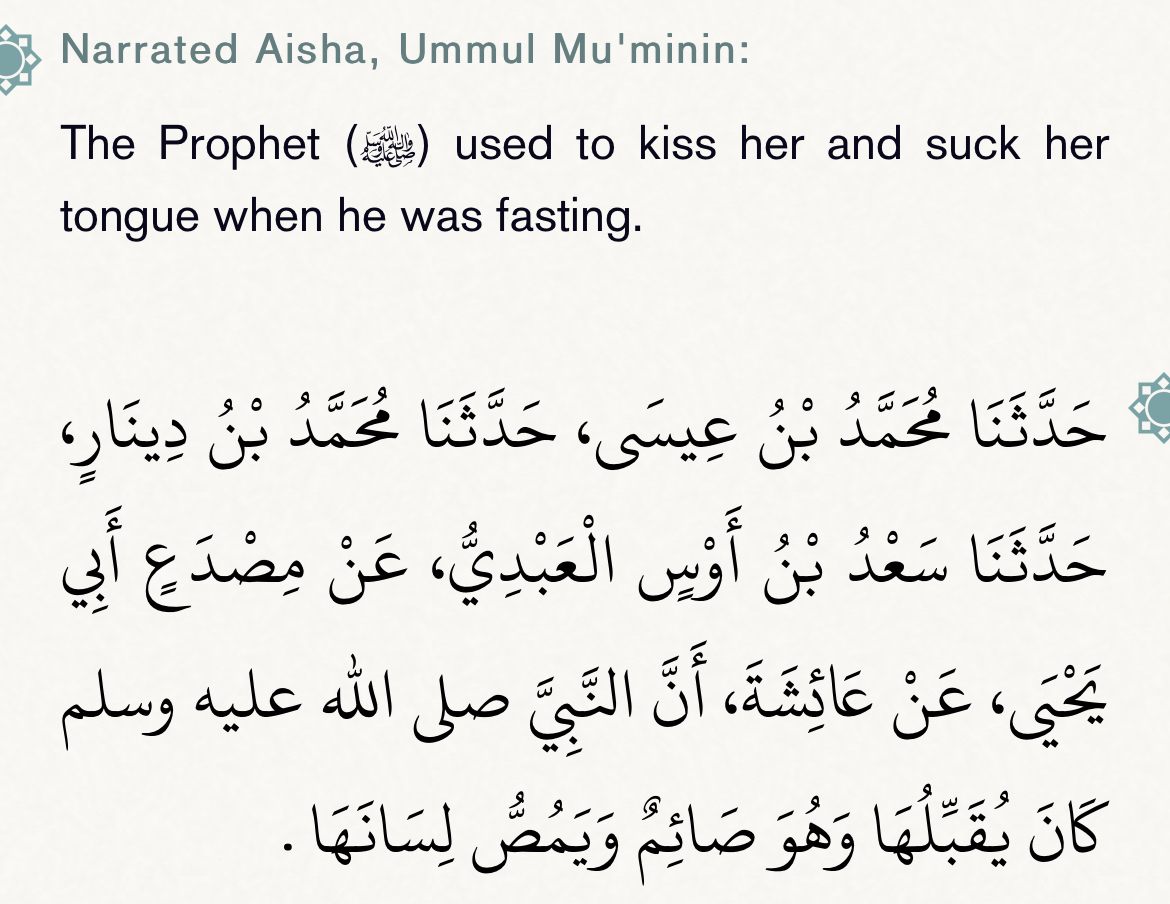 Narrated Aisha, Ummul Mu'minin:
The Prophet (ﷺ) used to kiss her and suck her
tongue when he was fasting.
حَدَّثَنَا مُحَمَّدُ بْنُ عِيسَى، حَدَّثَنَا مُحَمَّدُ بْنُ دِينَارٍ،
حَدَّثَنَا سَعْدُ بْنُ أَوْسٍ الْعَبْدِيُّ، عَنْ مِصْدَعٍ أَبِي
يَحْيَى، عَنْ عَائِشَةَ، أَنَّ النَّبِيَّ صلى الله عليه وسلم
كَانَ يُقَبِّلُهَا وَهُوَ صَائِمٌ وَيَمُصُّ لِسَانَهَا .